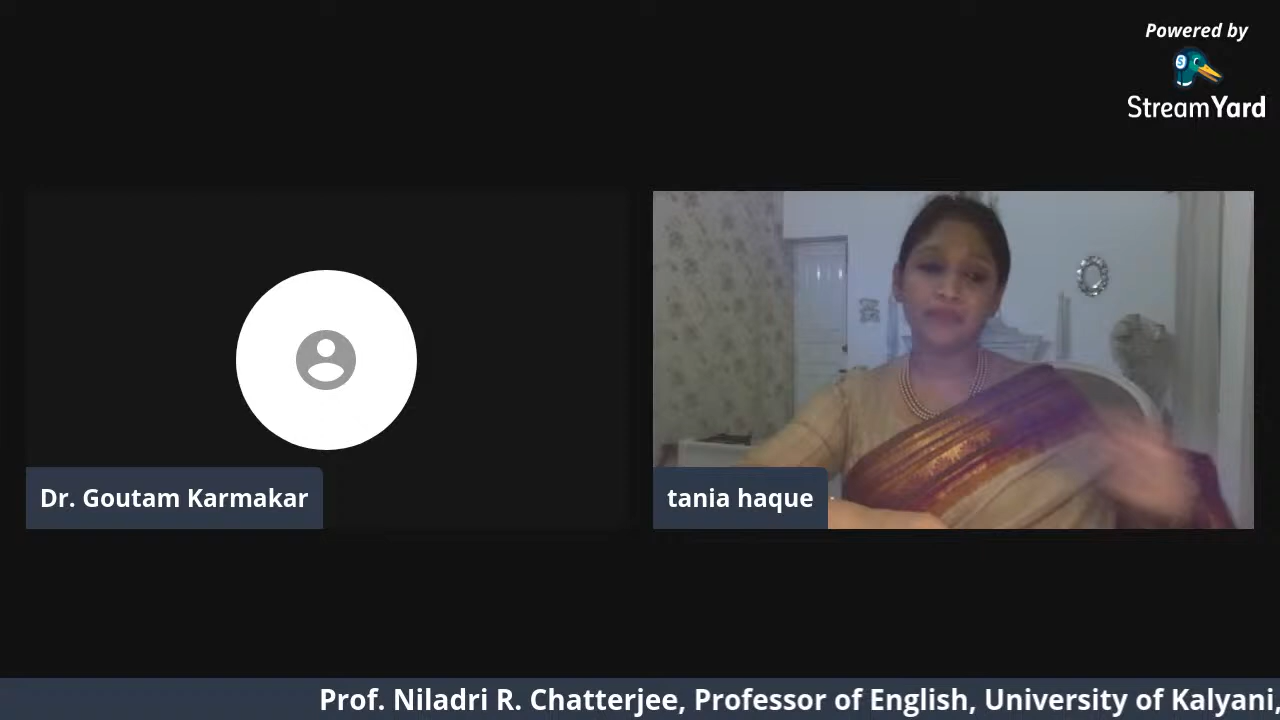 Powered by
StreamYard
Dr. Goutam Karmakar
tania haque
Prof. Niladri R. Chatterjee, Professor of English, University of Kalyani,